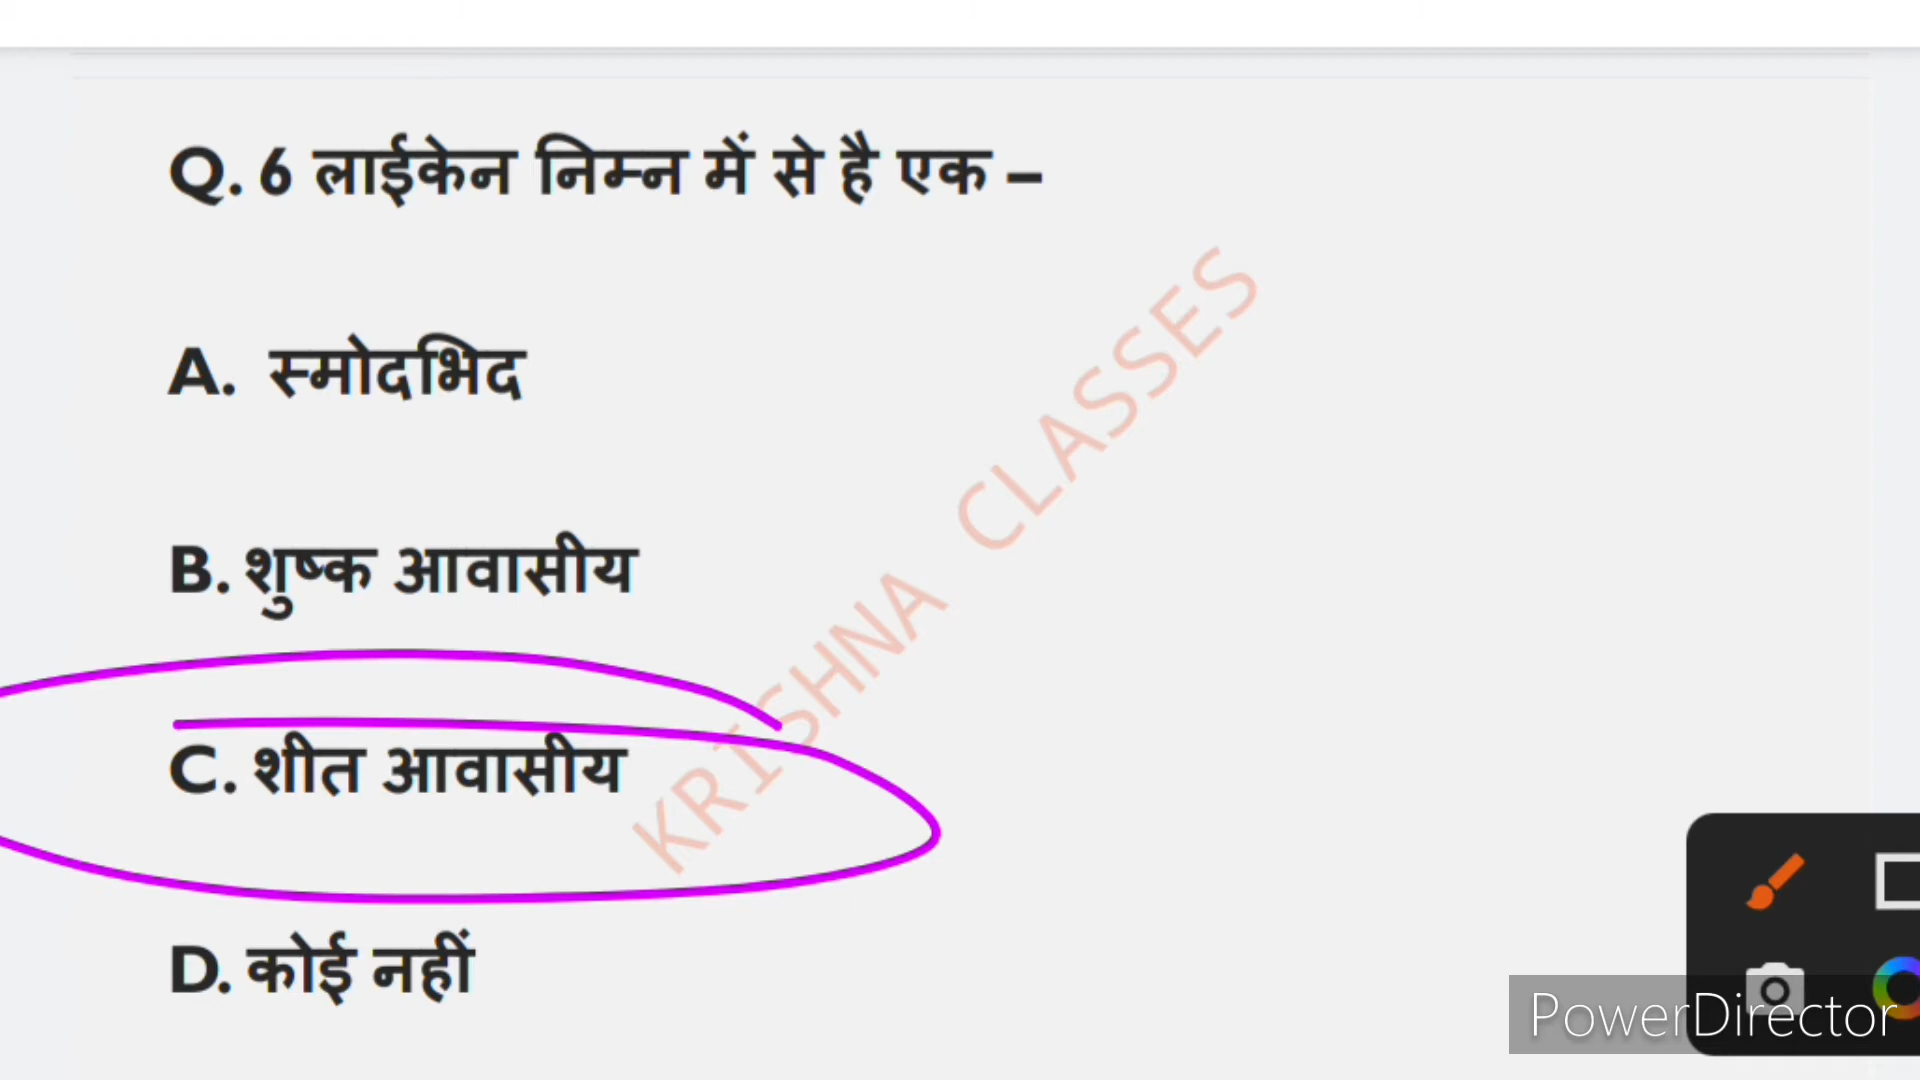 Q. 6 लाईकेन निम्न में से है एक –
A. स्मोदभिद
B. शुष्क आवासीय
C. शीत आवासीय
D. कोई नहीं
KRISHNA CLASSES
PowerDirector